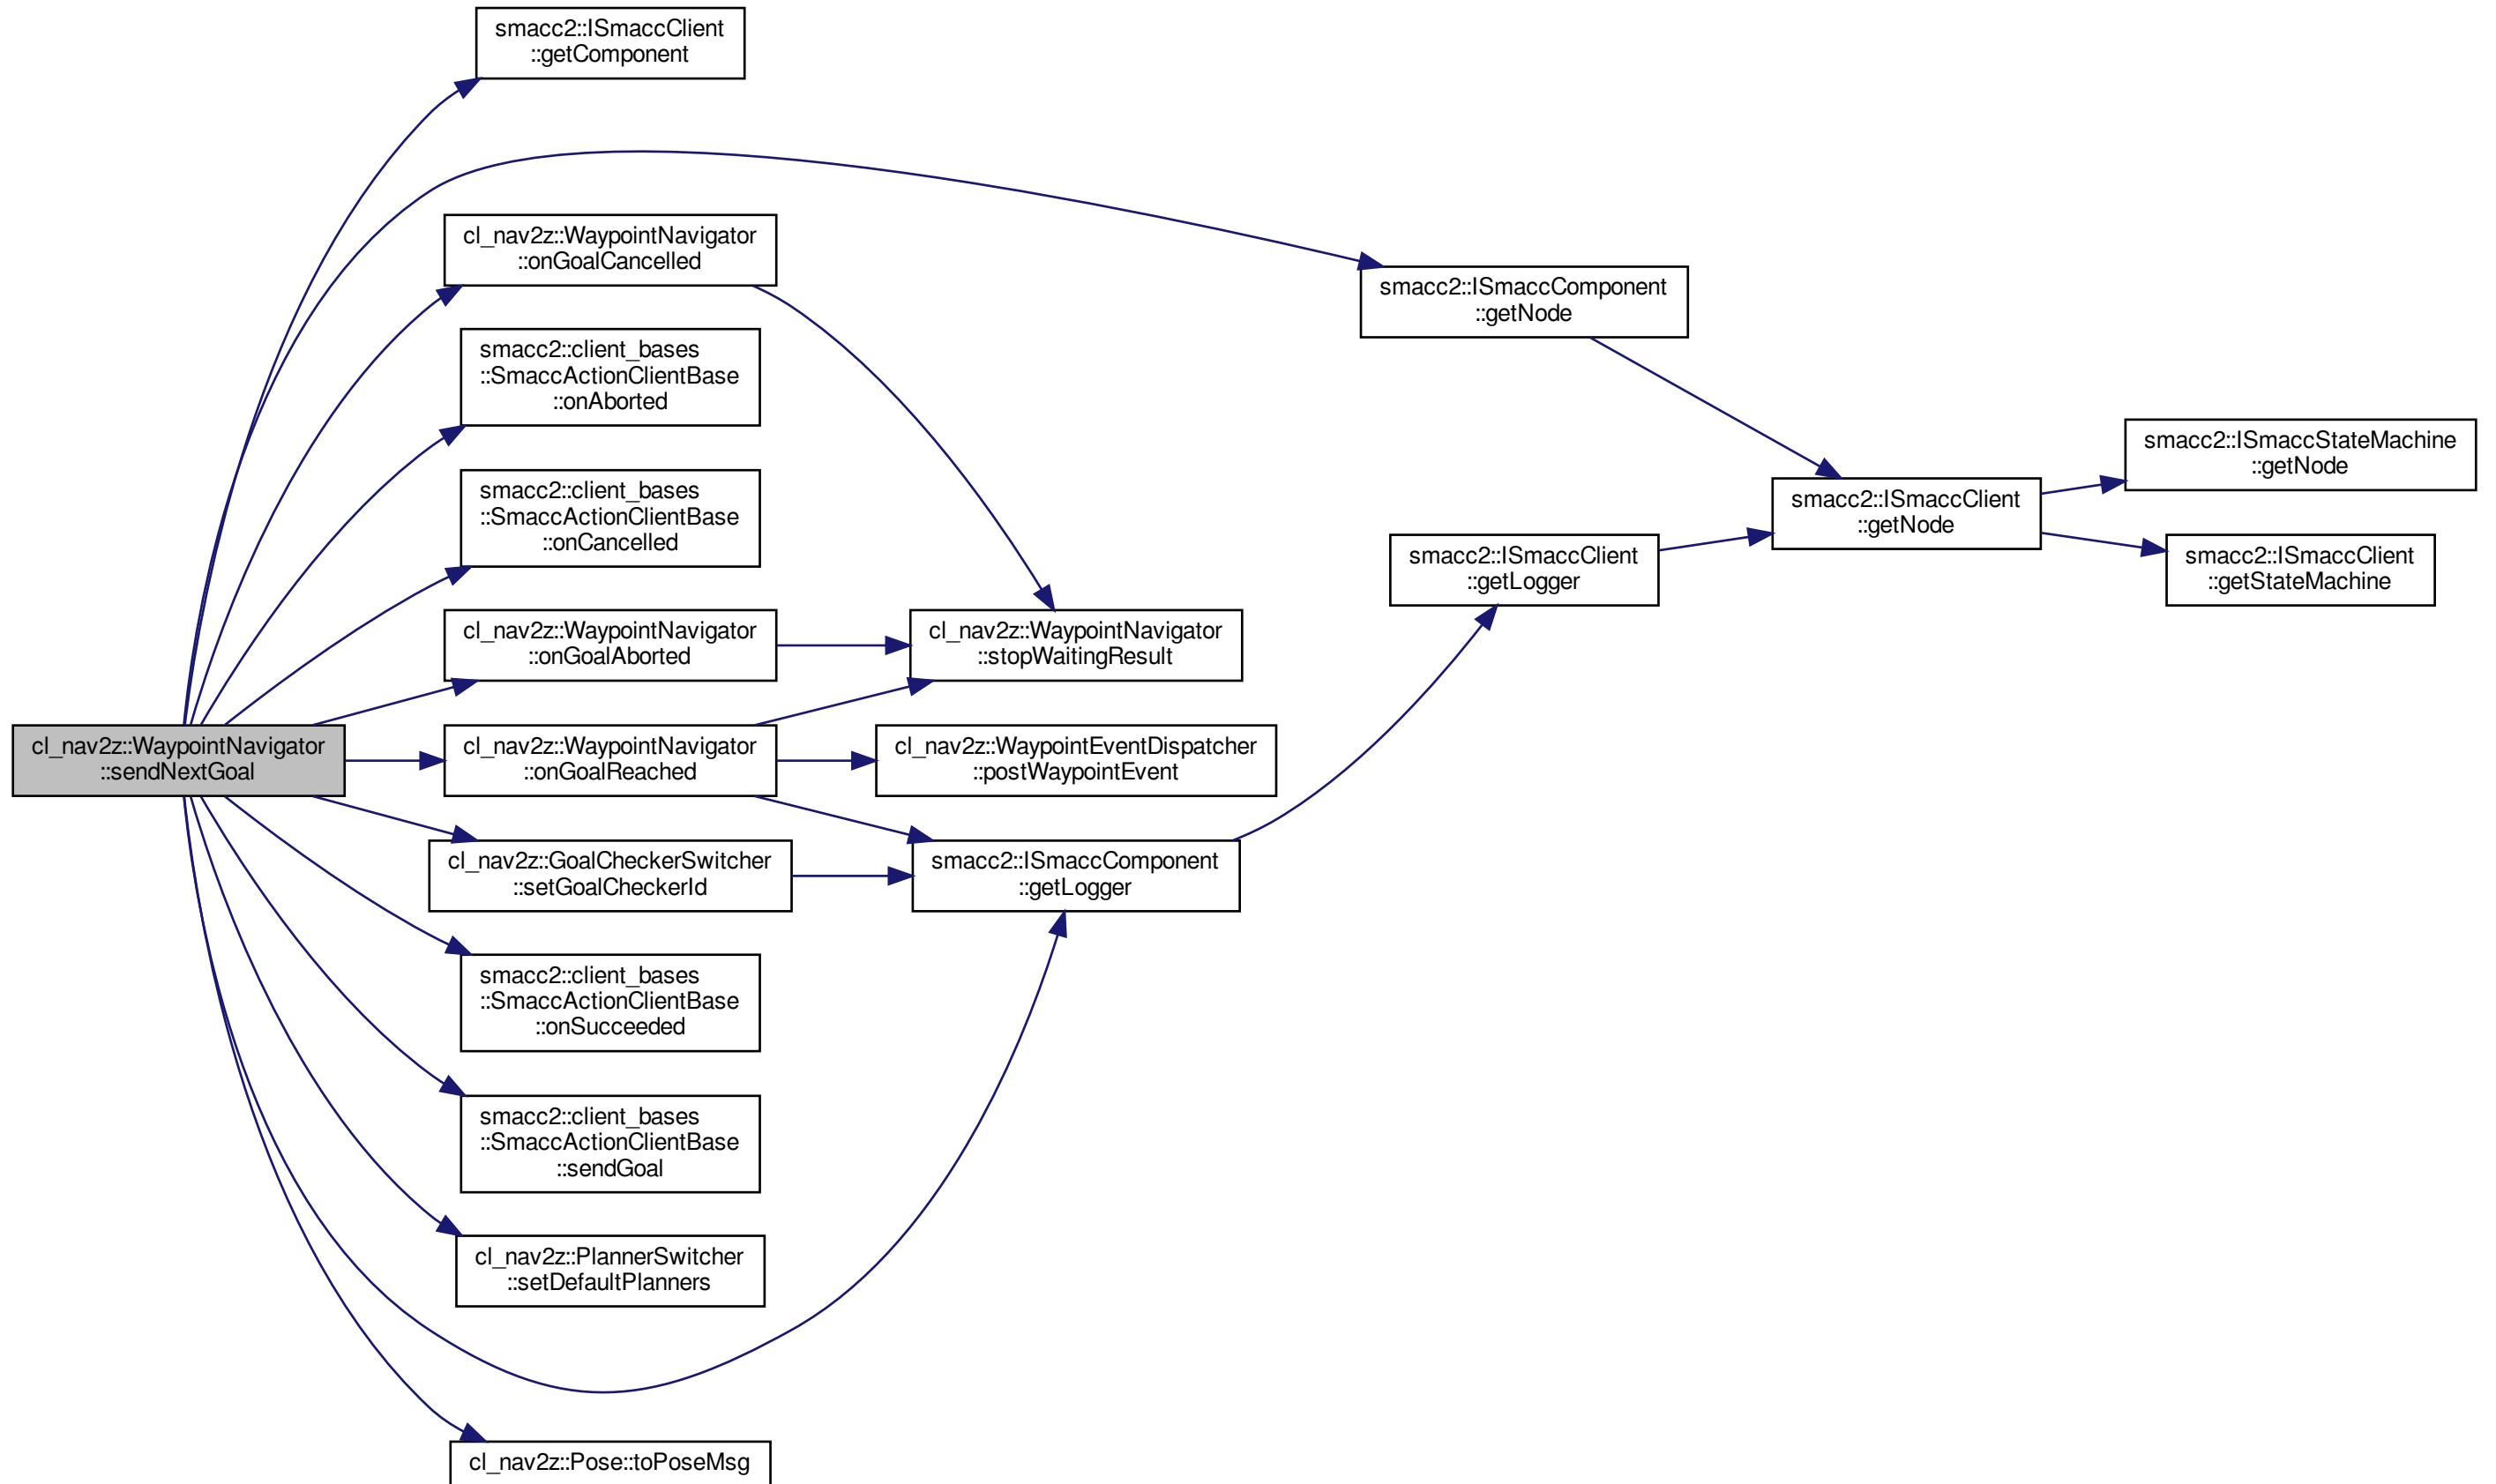 smacc2::ISmaccClient
::getComponent
cl_nav2z::WaypointNavigator
::onGoalCancelled
smacc2::ISmaccComponent
::getNode
smacc2::client_bases
::SmaccActionClientBase
::onAborted
smacc2::ISmaccStateMachine
::getNode
smacc2::client_bases
::SmaccActionClientBase
::onCancelled
smacc2::ISmaccClient
::getNode
smacc2::ISmaccClient
::getLogger
smacc2::ISmaccClient
::getStateMachine
cl_nav2z::WaypointNavigator
::onGoalAborted
cl_nav2z::WaypointNavigator
::stopWaitingResult
cl_nav2z::WaypointNavigator
::sendNextGoal
cl_nav2z::WaypointNavigator
::onGoalReached
cl_nav2z::WaypointEventDispatcher
::postWaypointEvent
cl_nav2z::GoalCheckerSwitcher
::setGoalCheckerId
smacc2::ISmaccComponent
::getLogger
smacc2::client_bases
::SmaccActionClientBase
::onSucceeded
smacc2::client_bases
::SmaccActionClientBase
::sendGoal
cl_nav2z::PlannerSwitcher
::setDefaultPlanners
cl_nav2z::Pose::toPoseMsg